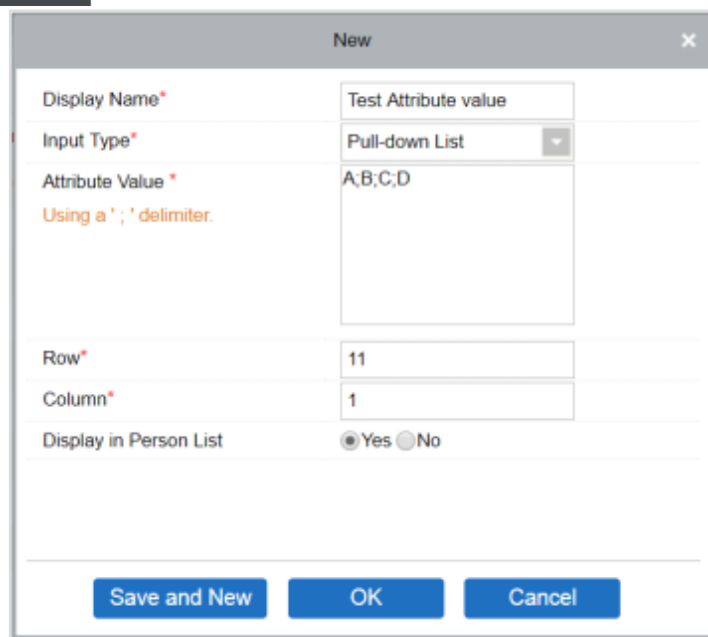 New
Display Name* Test Attribute value
Input Type* Pull-down List
Attribute Value * A;B;C;D
Using a ' ; ' delimiter.
Row* 11
Column* 1
Display in Person List Yes No
Save and New OK Cancel